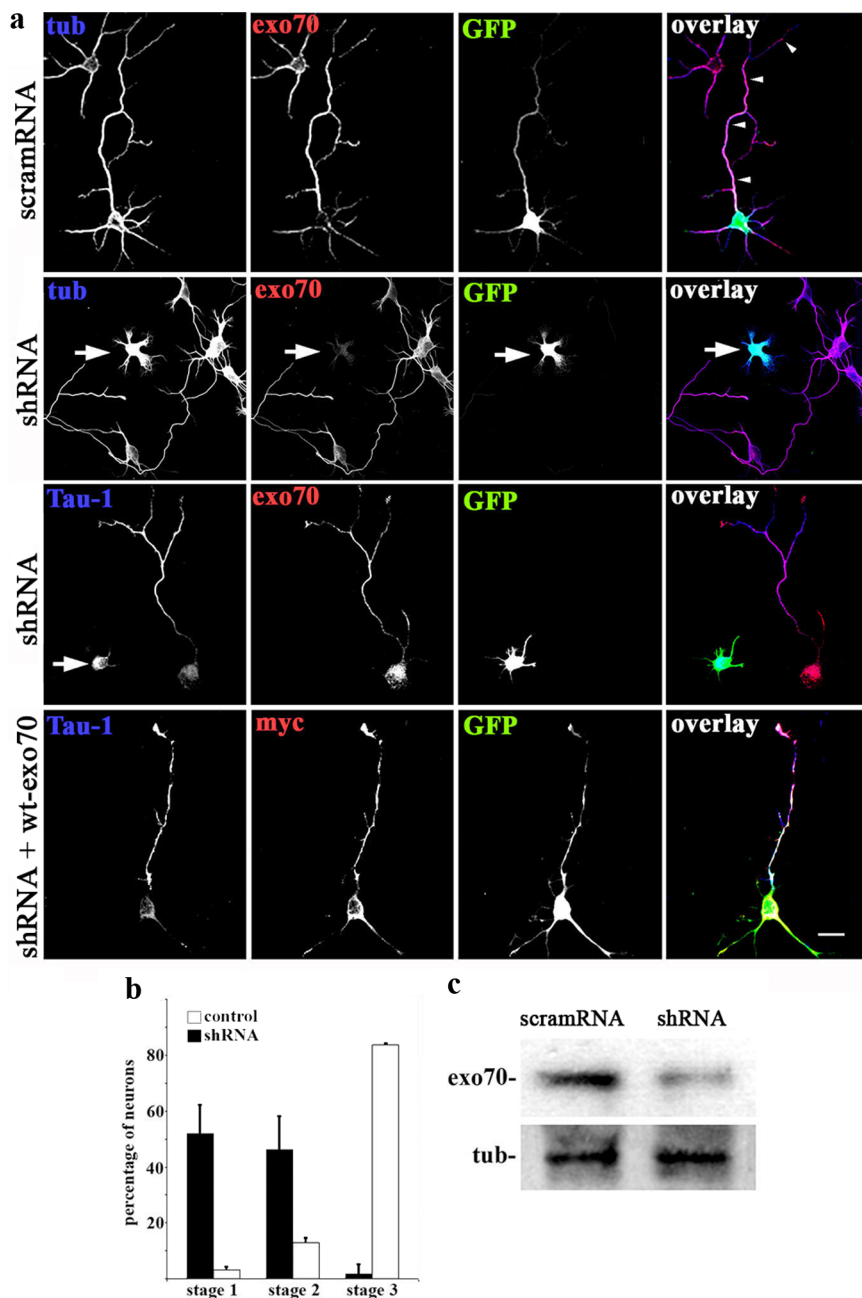 a
tub exo70 GFP overlay
scramRNA
tub exo70 GFP overlay
shRNA
Tau-1 exo70 GFP overlay
shRNA
Tau-1 myc GFP overlay
shRNA + wt-exo70
b
control
shRNA
percentage of neurons
80
60
40
20
stage 1 stage 2 stage 3
c
scramRNA shRNA
exo70-
tub-